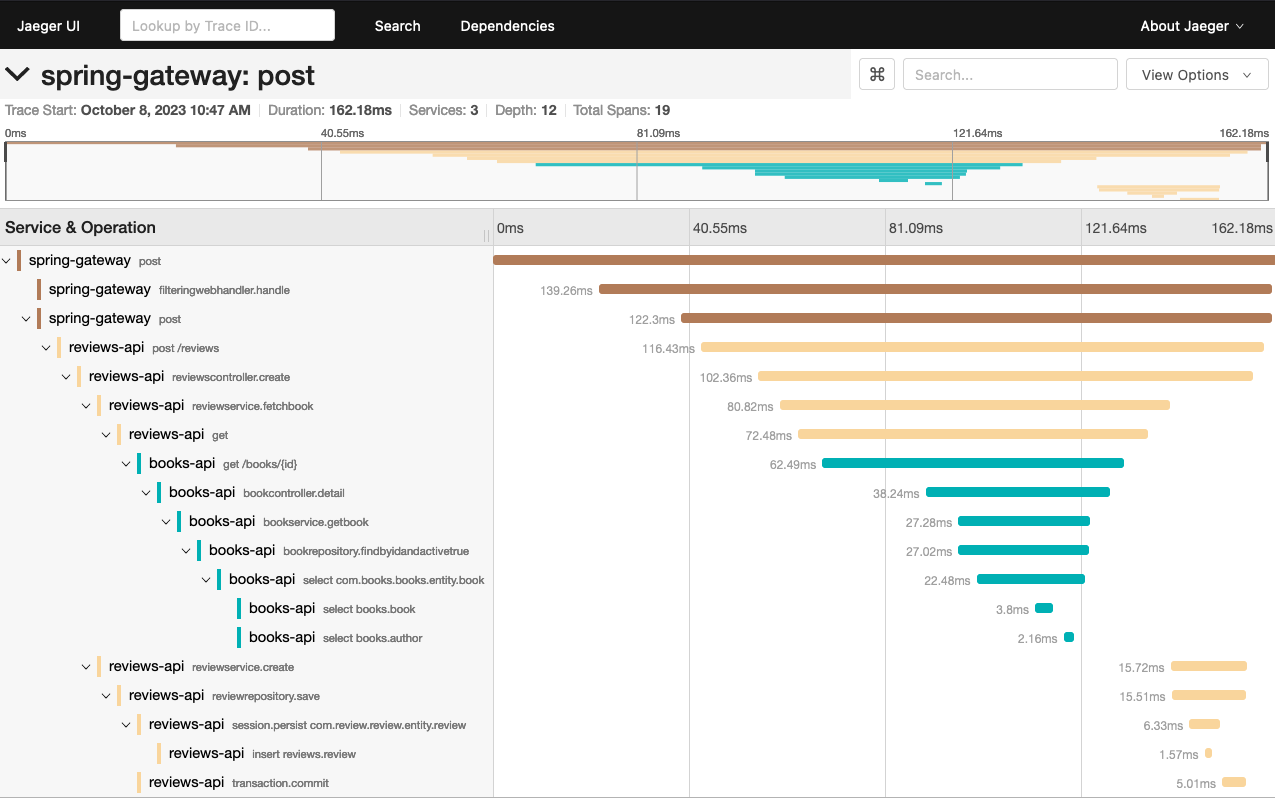 Jaeger UI Lookup by Trace ID... Search Dependencies About Jaeger
spring-gateway: post ⌘ Search... View Options
Trace Start: October 8, 2023 10:47 AM Duration: 162.18ms Services: 3 Depth: 12 Total Spans: 19
0ms 40.55ms 81.09ms 121.64ms 162.18ms
Service & Operation 0ms 40.55ms 81.09ms 121.64ms 162.18ms
spring-gateway post
spring-gateway filteringwebhandler.handle 139.26ms
spring-gateway post 122.3ms
reviews-api post /reviews 116.43ms
reviews-api reviewscontroller.create 102.36ms
reviews-api reviewservice.fetchbook 80.82ms
reviews-api get 72.48ms
books-api get /books/{id} 62.49ms
books-api bookcontroller.detail 38.24ms
books-api bookservice.getbook 27.28ms
books-api bookrepository.findbyidandactivetrue 27.02ms
books-api select com.books.books.entity.book 22.48ms
books-api select books.book 3.8ms
books-api select books.author 2.16ms
reviews-api reviewservice.create 15.72ms
reviews-api reviewrepository.save 15.51ms
reviews-api session.persist com.review.review.entity.review 6.33ms
reviews-api insert reviews.review 1.57ms
reviews-api transaction.commit 5.01ms